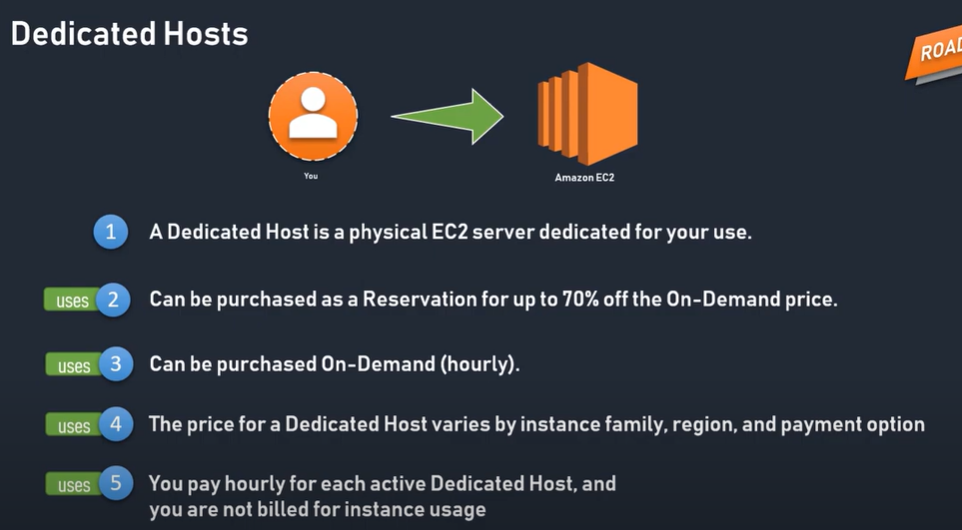 Dedicated Hosts
ROAD
You
Amazon EC2
1 A Dedicated Host is a physical EC2 server dedicated for your use.
uses 2 Can be purchased as a Reservation for up to 70% off the On-Demand price.
uses 3 Can be purchased On-Demand (hourly).
uses 4 The price for a Dedicated Host varies by instance family, region, and payment option
uses 5 You pay hourly for each active Dedicated Host, and
you are not billed for instance usage